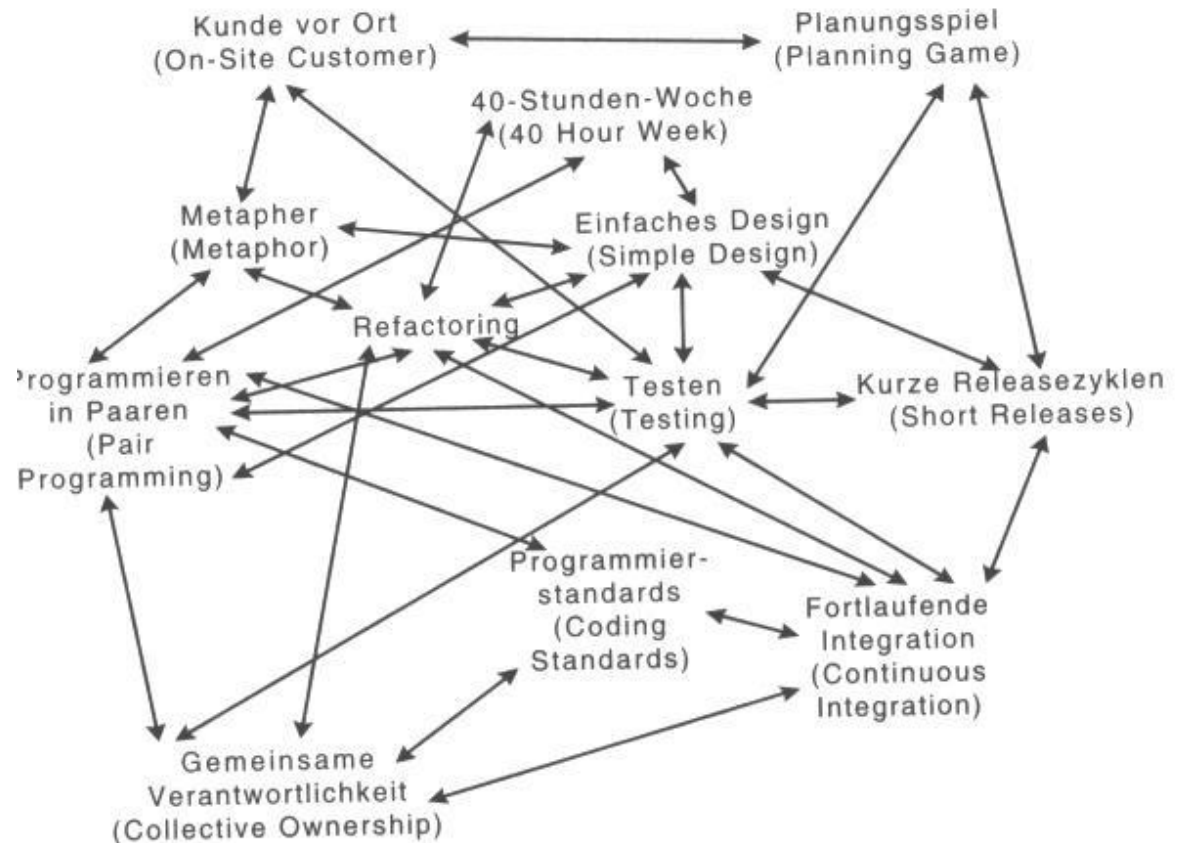 Kunde vor Ort
(On-Site Customer)
Planungsspiel
(Planning Game)
40-Stunden-Woche
(40 Hour Week)
Metapher
(Metaphor)
Einfaches Design
(Simple Design)
Refactoring
Programmieren
in Paaren
(Pair
Programming)
Testen
(Testing)
Kurze Releasezyklen
(Short Releases)
Programmier-
standards
(Coding
Standards)
Fortlaufende
Integration
(Continuous
Integration)
Gemeinsame
Verantwortlichkeit
(Collective Ownership)